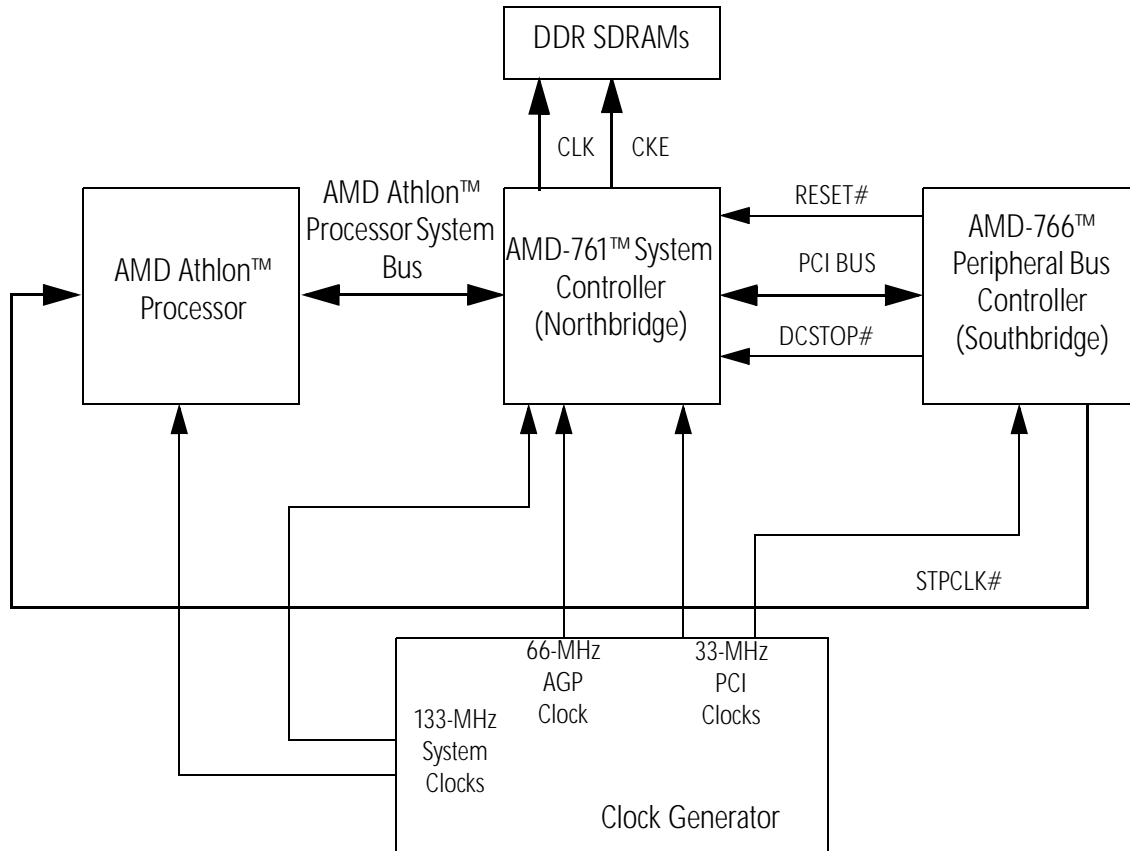 DDR SDRAMs
CLK
CKE
AMD Athlon™
Processor System
Bus
RESET#
AMD Athlon™
Processor
AMD-761™ System
Controller
(Northbridge)
PCI BUS
DCSTOP#
AMD-766™
Peripheral Bus
Controller
(Southbridge)
STPCLK#
66-MHz
AGP
Clock
33-MHz
PCI
Clocks
133-MHz
System
Clocks
Clock Generator